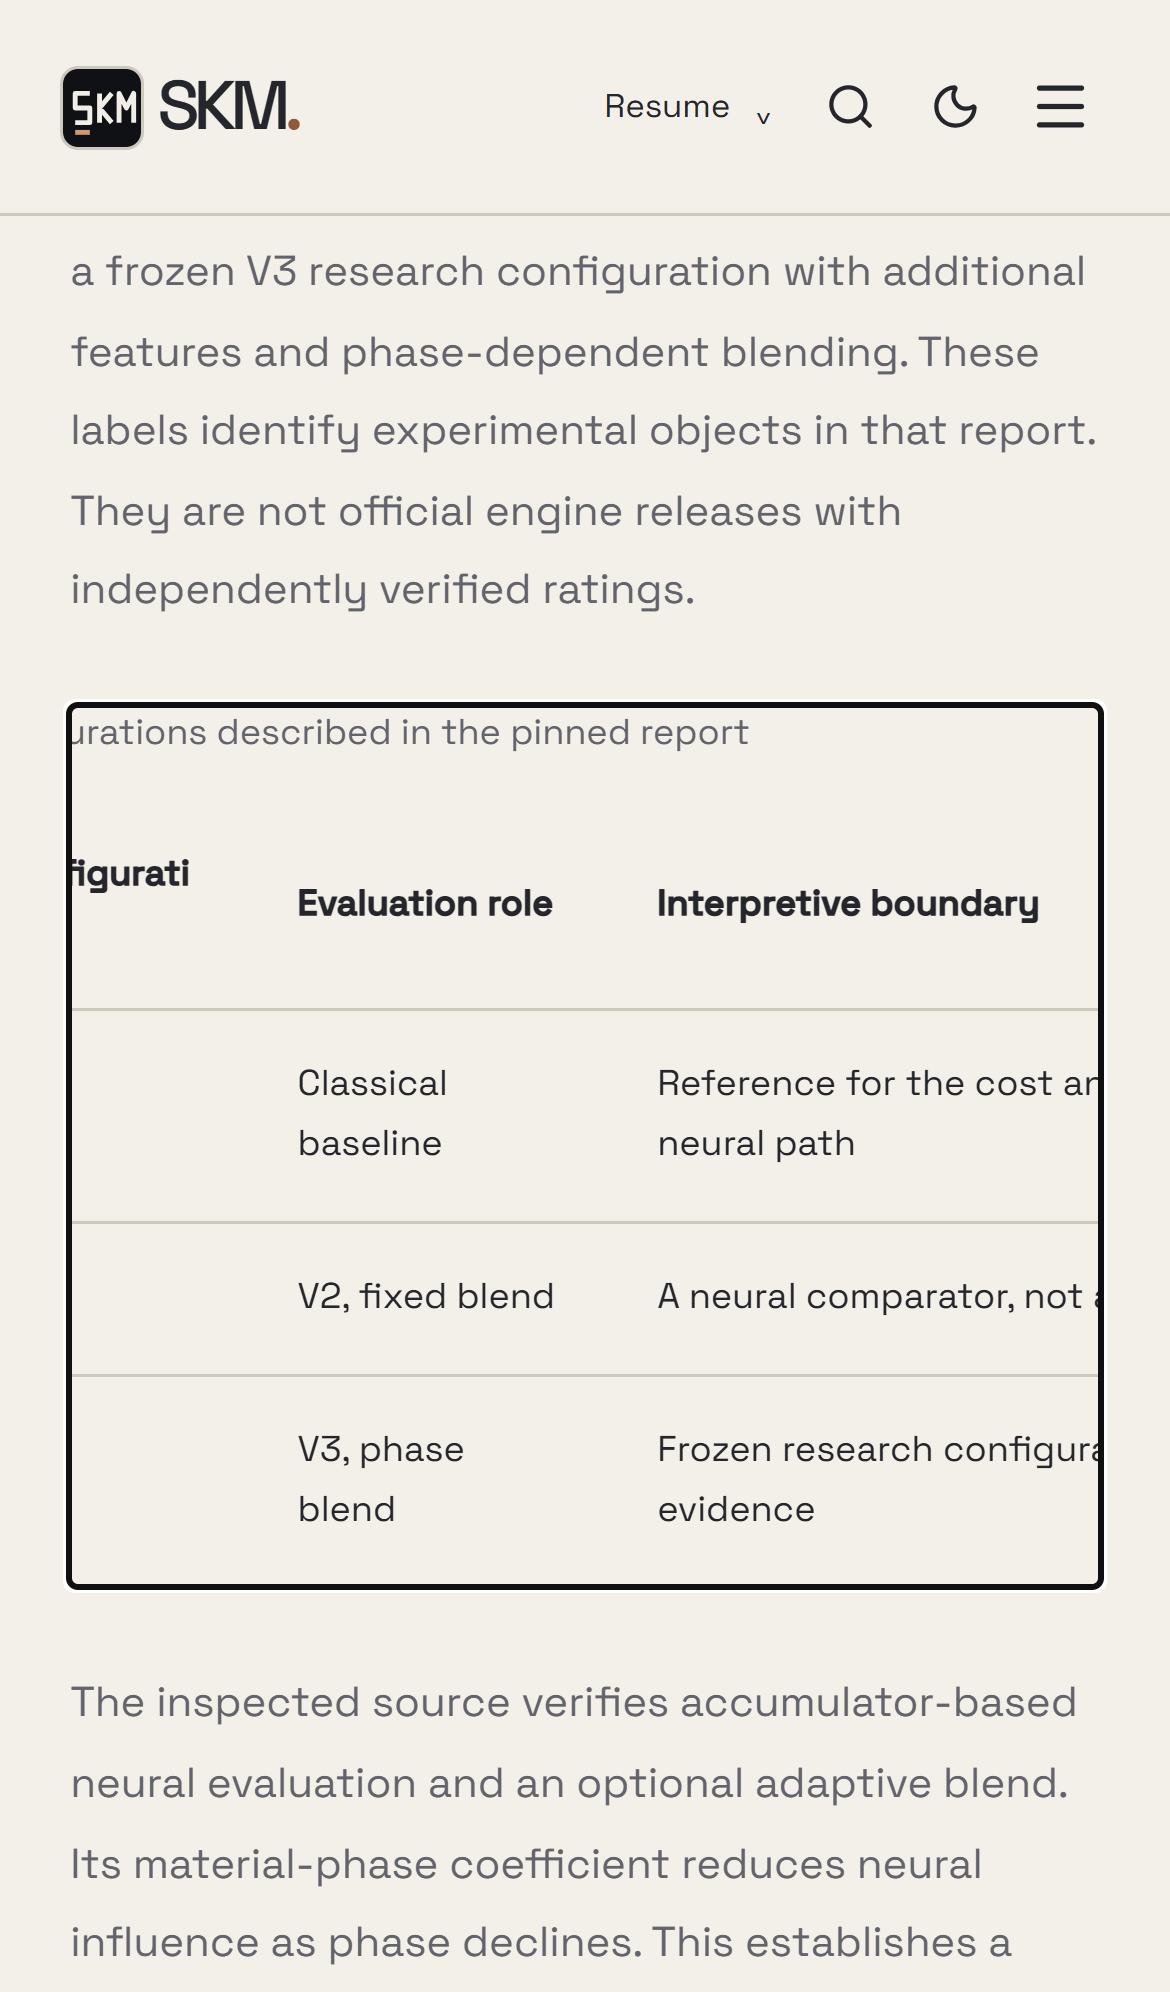 SKM SKM.
Resume
a frozen V3 research configuration with additional
features and phase-dependent blending. These
labels identify experimental objects in that report.
They are not official engine releases with
independently verified ratings.
urations described in the pinned report
figurati
Evaluation role
Interpretive boundary
Classical
baseline
Reference for the cost an
neural path
V2, fixed blend
A neural comparator, not a
V3, phase
blend
Frozen research configura
evidence
The inspected source verifies accumulator-based
neural evaluation and an optional adaptive blend.
Its material-phase coefficient reduces neural
influence as phase declines. This establishes a